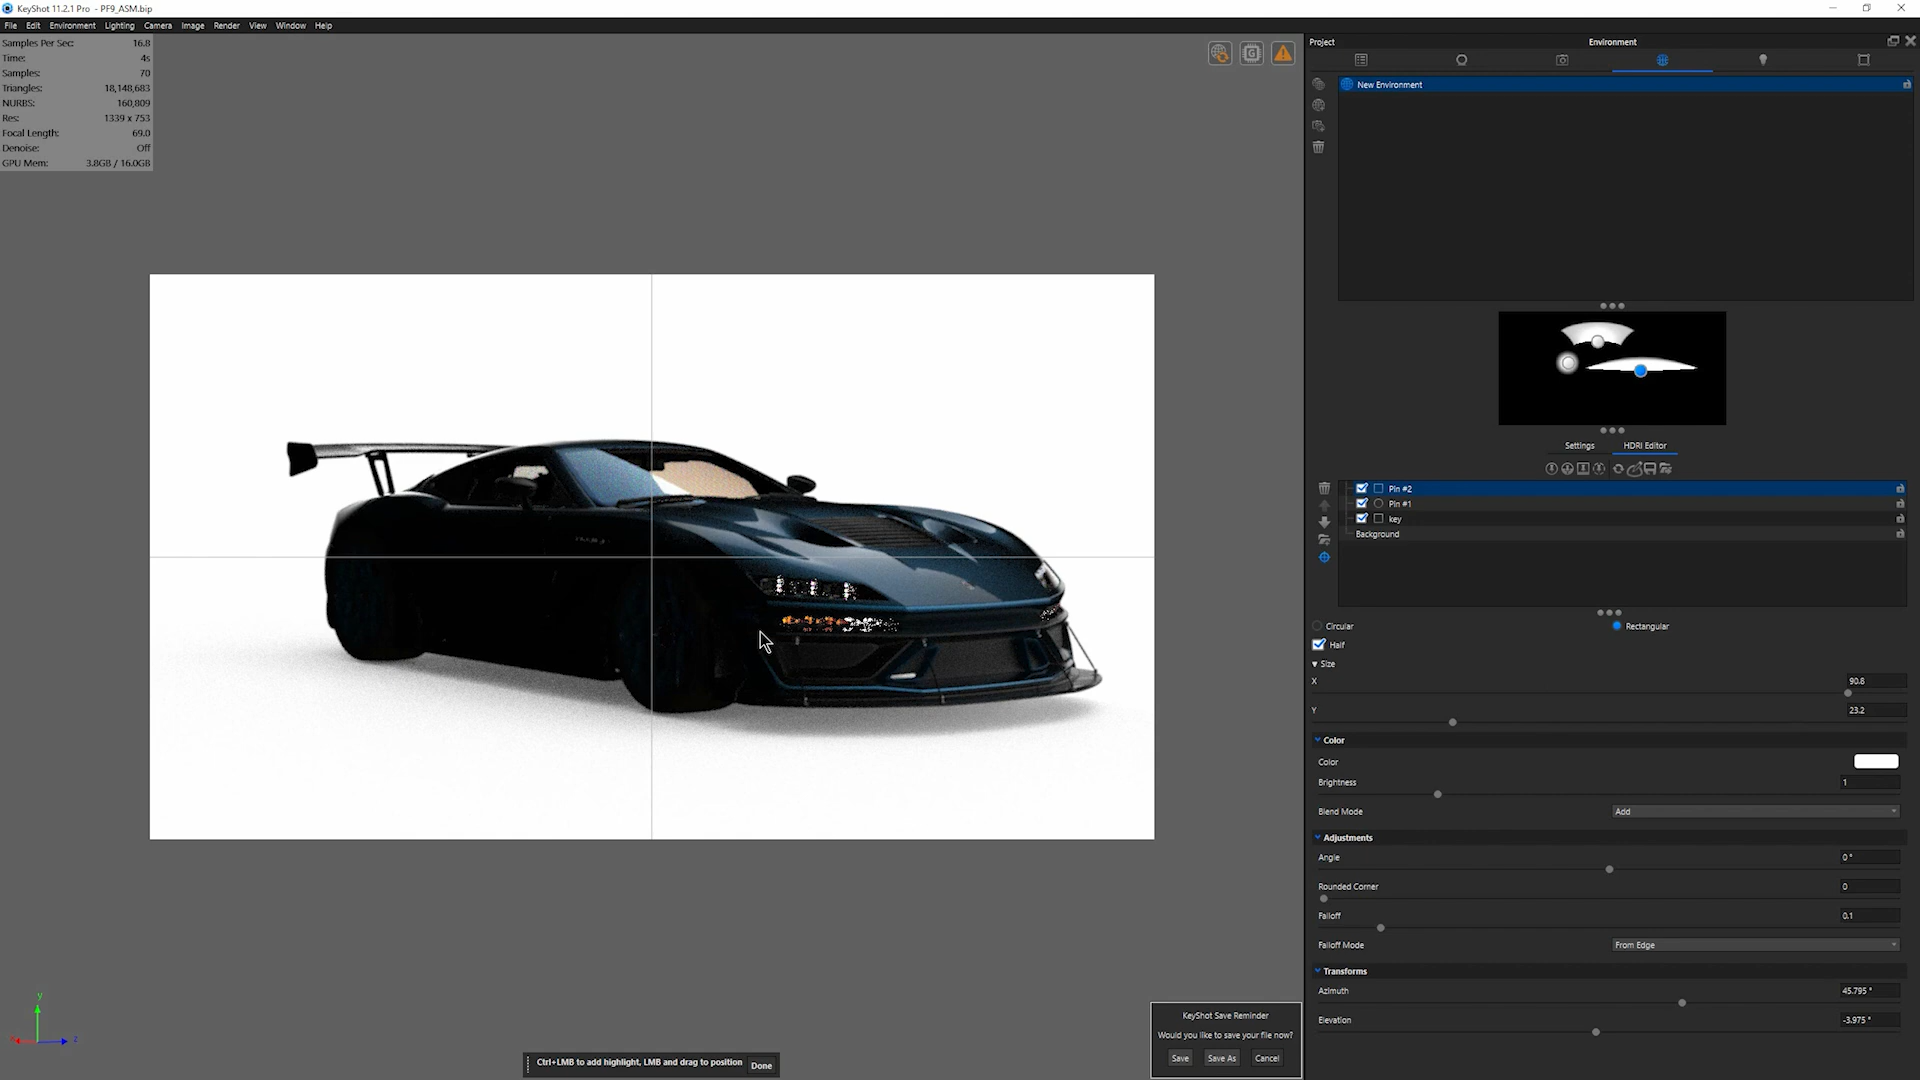 KeyShot 11.2.1 Pro - PF9_ASM.bip
File Edit Environment Lighting Camera Image Render View Window Help
Samples Per Sec: 16.8
Time: 4s
Samples: 70
Triangles: 18,148,683
NURBS: 160,809
Res: 1339 x 753
Focal Length: 69.0
Denoise: Off
GPU Mem: 3.8GB / 16.0GB
Project Environment
New Environment
Settings HDRI Editor
Pin #2
Pin #1
key
Background
Circular Rectangular
Half
Size
X 90.8
Y 23.2
Color
Color
Brightness 1
Blend Mode Add
Adjustments
Angle 0°
Rounded Corner 0
Falloff 0.1
Falloff Mode From Edge
Transforms
Azimuth 45.795 °
Elevation -3.975 °
KeyShot Save Reminder
Would you like to save your file now?
Save Save As Cancel
Ctrl+LMB to add highlight, LMB and drag to position Done
y
z